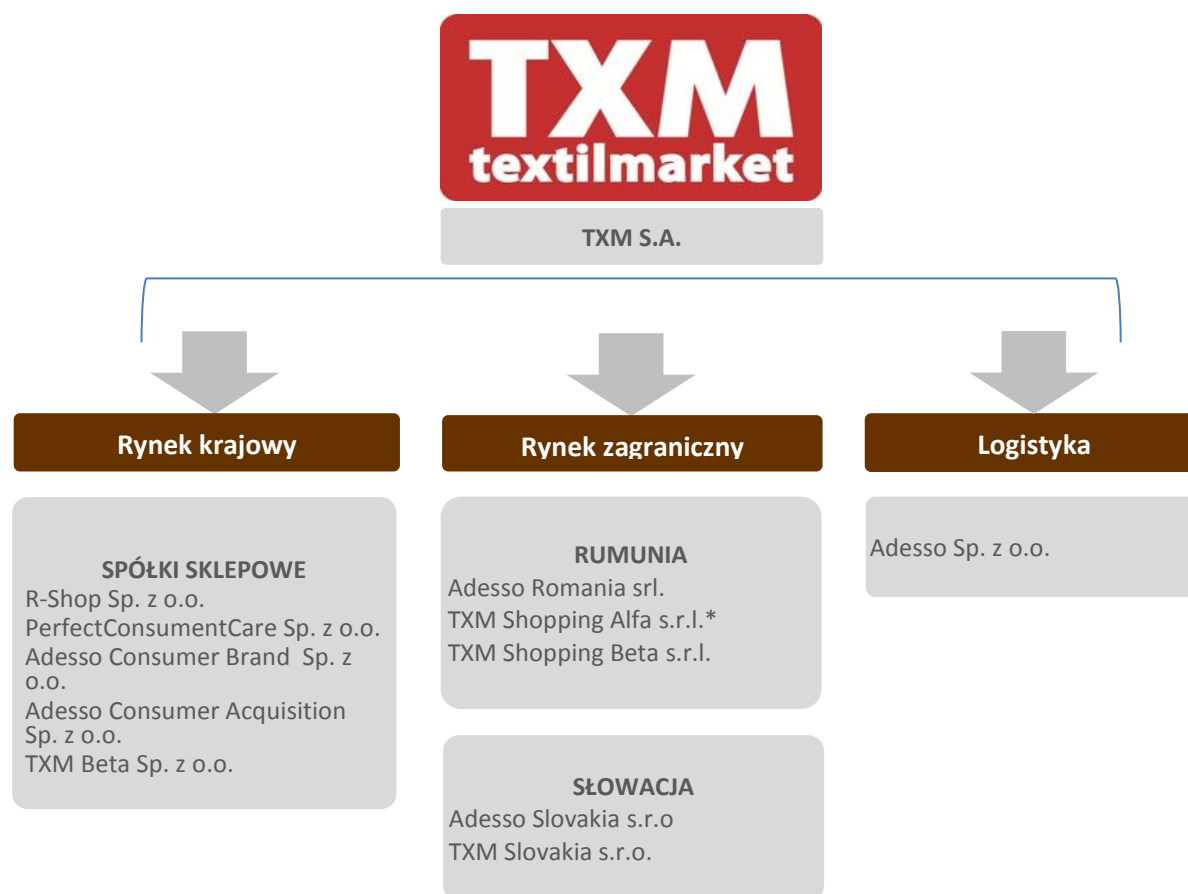 TXM
textilmarket
TXM S.A.
Rynek krajowy
SPÓŁKI SKLEPOWE
R-Shop Sp. z o.o.
PerfectConsumentCare Sp. z o.o.
Adesso Consumer Brand  Sp. z
o.o.
Adesso Consumer Acquisition
Sp. z o.o.
TXM Beta Sp. z o.o.
Rynek zagraniczny
RUMUNIA
Adesso Romania srl.
TXM Shopping Alfa s.r.l.*
TXM Shopping Beta s.r.l.
SŁOWACJA
Adesso Slovakia s.r.o
TXM Slovakia s.r.o.
Logistyka
Adesso Sp. z o.o.